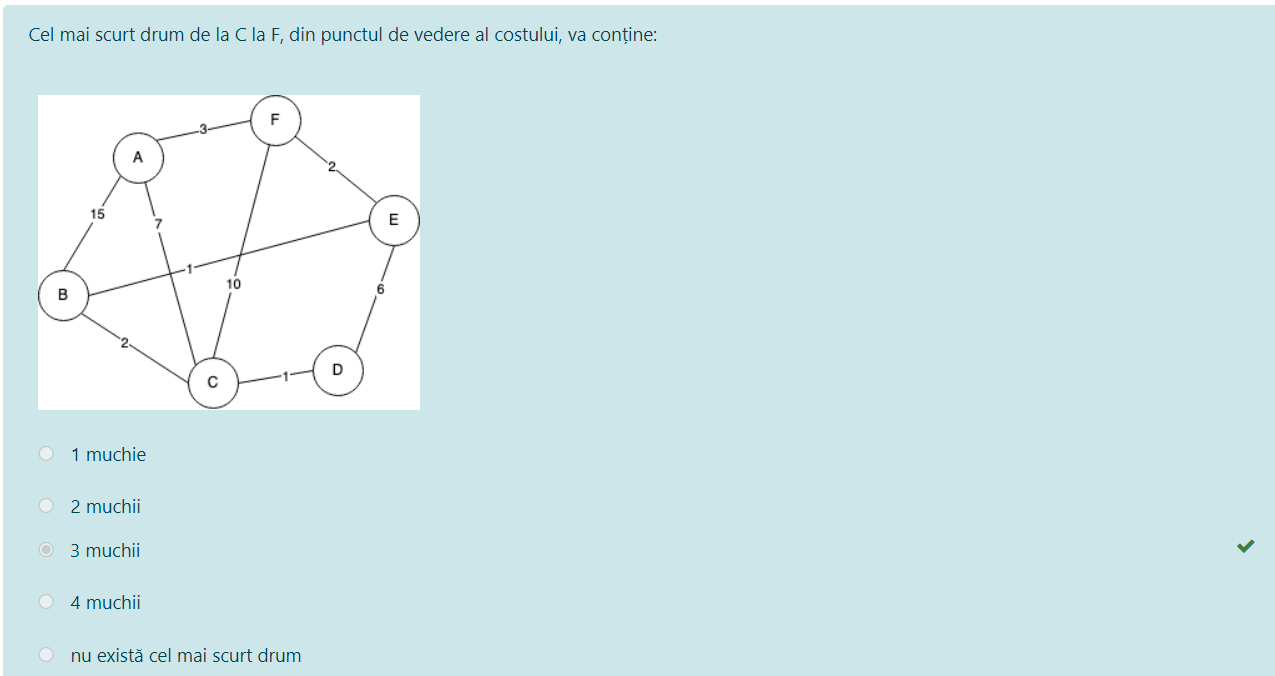 Cel mai scurt drum de la C la F, din punctul de vedere al costului, va conține:
F
3
A
2
15
7
E
1
10
B
6
2
D
C
1
1 muchie
2 muchii
3 muchii
4 muchii
nu există cel mai scurt drum